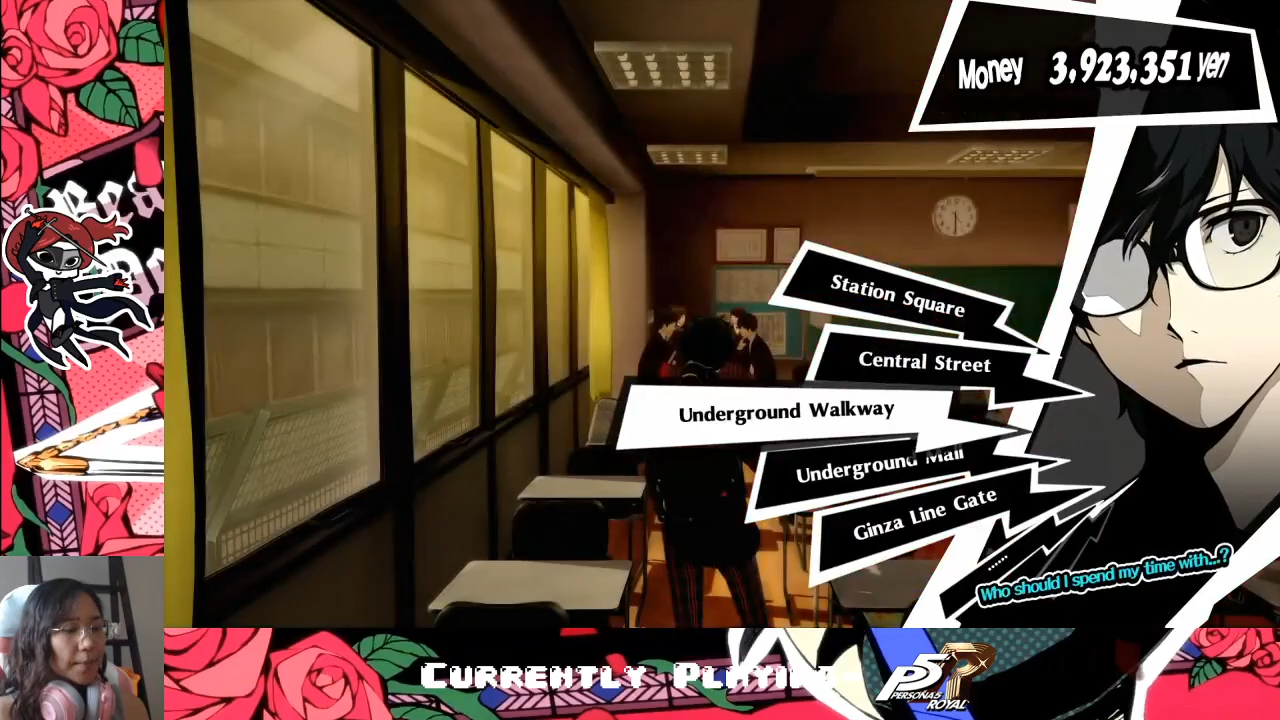 Money 3,923,351 yen
Station Square
Central Street
Underground Walkway
Underground Mall
Ginza Line Gate
......
Who should I spend my time with...?
Currently Playing-
P5R
PERSONA5
ROYAL